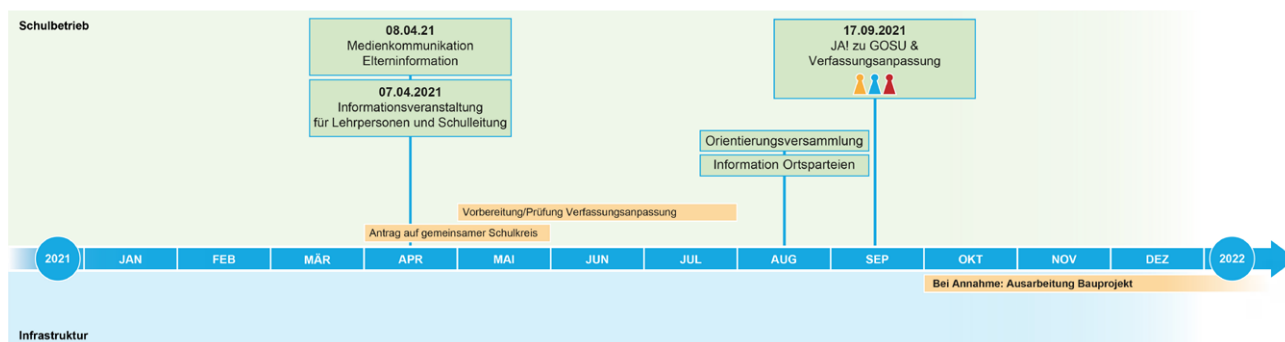 Schulbetrieb
08.04.21
Medienkommunikation
Elterninformation
07.04.2021
Informationsveranstaltung
für Lehrpersonen und Schulleitung
17.09.2021
JA! zu GOSU &
Verfassungsanpassung
Orientierungsversammlung
Information Ortsparteien
Vorbereitung/Prüfung Verfassungsanpassung
Antrag auf gemeinsamer Schulkreis
2021 JAN FEB MÄR APR MAI JUN JUL AUG SEP OKT NOV DEZ 2022
Bei Annahme: Ausarbeitung Bauprojekt
Infrastruktur